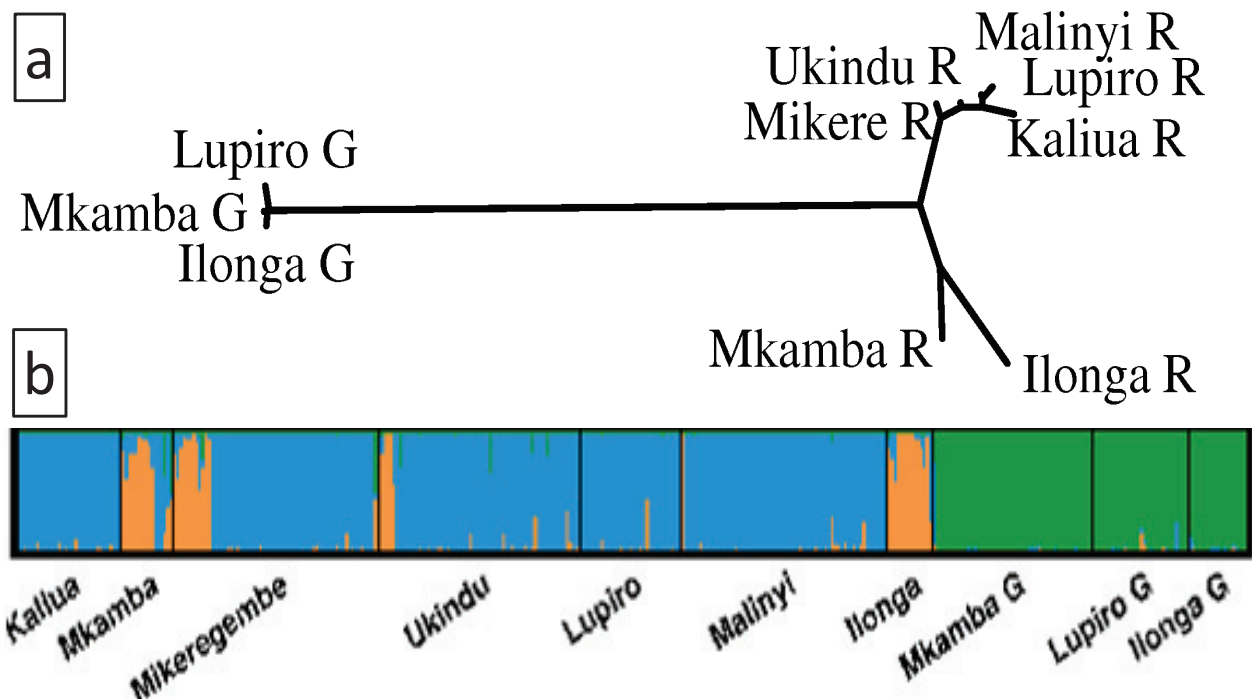 a
Malinyi R
Ukindu R
Lupiro R
Mikere R
Kaliua R
Lupiro G
Mkamba G
Ilonga G
Mkamba R
Ilonga R
b
Kaliua
Mkamba
Mikeregembe
Ukindu
Lupiro
Malinyi
Ilonga
Mkamba G
Lupiro G
Ilonga G